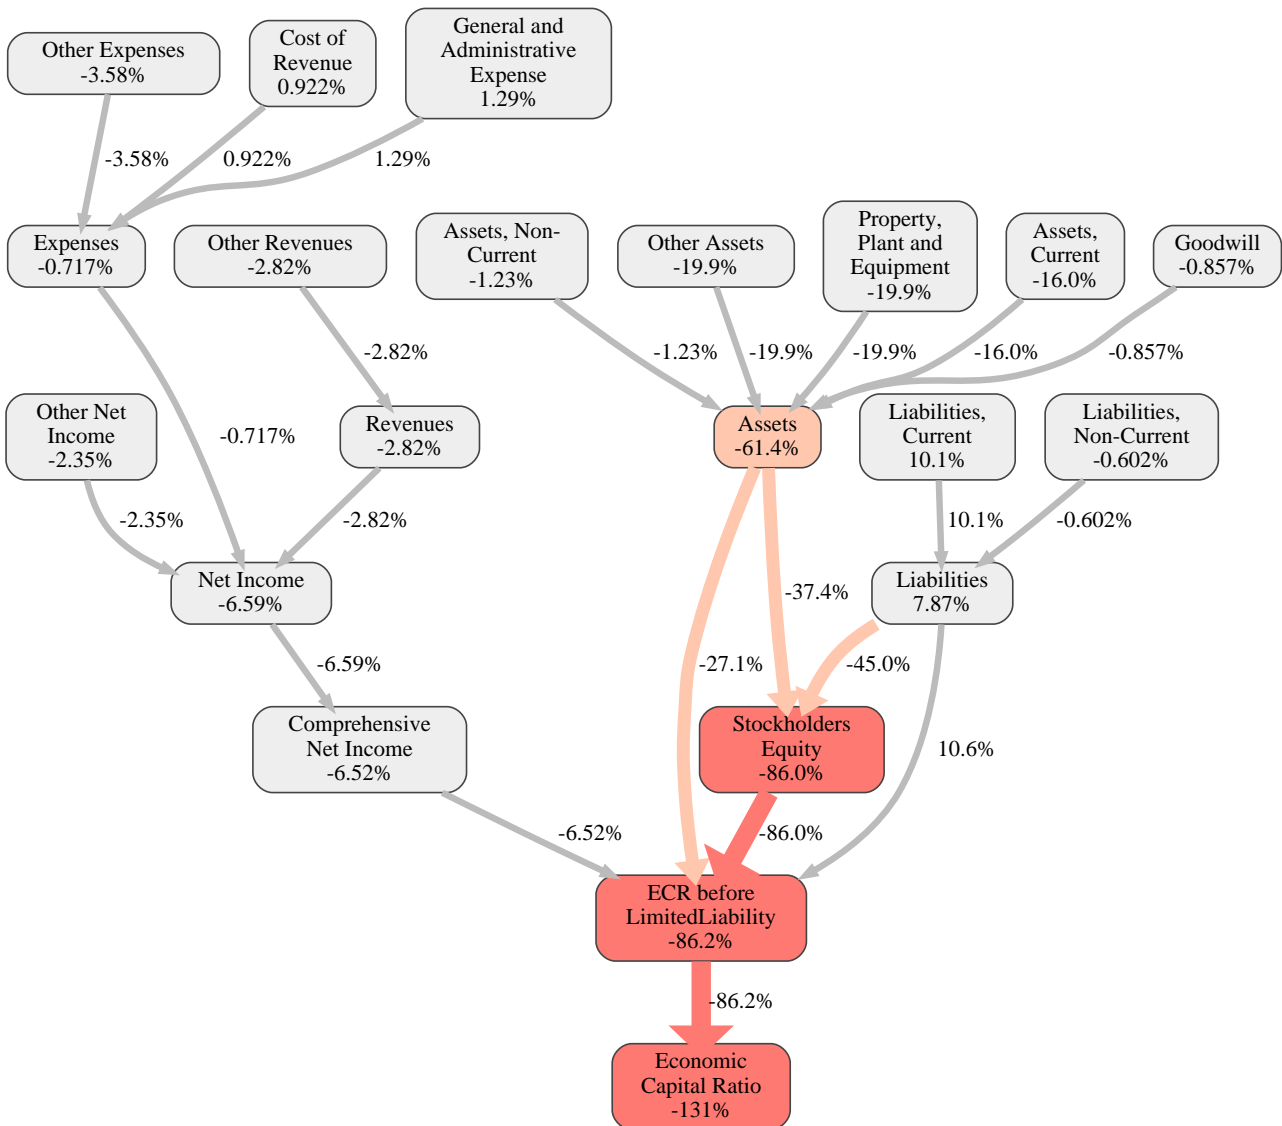 Other Expenses
-3.58%
Cost of
Revenue
0.922%
General and
Administrative
Expense
1.29%
-3.58%
0.922%
1.29%
Expenses
-0.717%
Other Revenues
-2.82%
Assets, Non-
Current
-1.23%
Other Assets
-19.9%
Property,
Plant and
Equipment
-19.9%
Assets,
Current
-16.0%
Goodwill
-0.857%
-2.82%
-1.23%
-19.9%
-19.9%
-16.0%
-0.857%
Other Net
Income
-2.35%
-0.717%
Revenues
-2.82%
Assets
-61.4%
Liabilities,
Current
10.1%
Liabilities,
Non-Current
-0.602%
-2.35%
-2.82%
10.1%
-0.602%
Net Income
-6.59%
-37.4%
Liabilities
7.87%
-6.59%
-27.1%
-45.0%
Comprehensive
Net Income
-6.52%
Stockholders
Equity
-86.0%
10.6%
-6.52%
-86.0%
ECR before
LimitedLiability
-86.2%
-86.2%
Economic
Capital Ratio
-131%